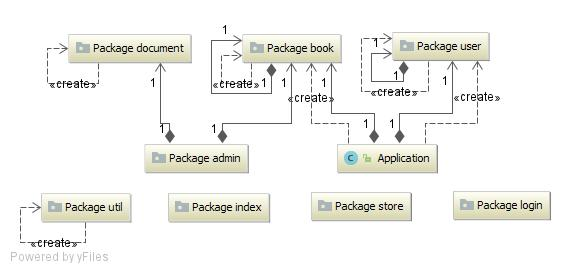 1
1
Package document
Package book
Package user
«create»
1
1
1
«create»
1
1
1
«create»
«create»
1
1
«create»
1
1
1
1
Package admin
Application
Package util
Package index
Package store
Package login
«create»
Powered by yFiles